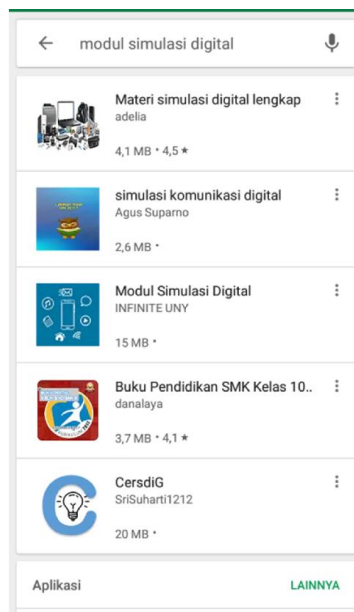 modul simulasi digital
Materi simulasi digital lengkap
adelia
4,1 MB • 4,5 ★
simulasi komunikasi digital
Agus Suparno
2,6 MB •
Modul Simulasi Digital
INFINITE UNY
15 MB •
Buku Pendidikan SMK Kelas 10..
danalaya
3,7 MB • 4,1 ★
CersdiG
SriSuharti1212
20 MB •
Aplikasi
LAINNYA